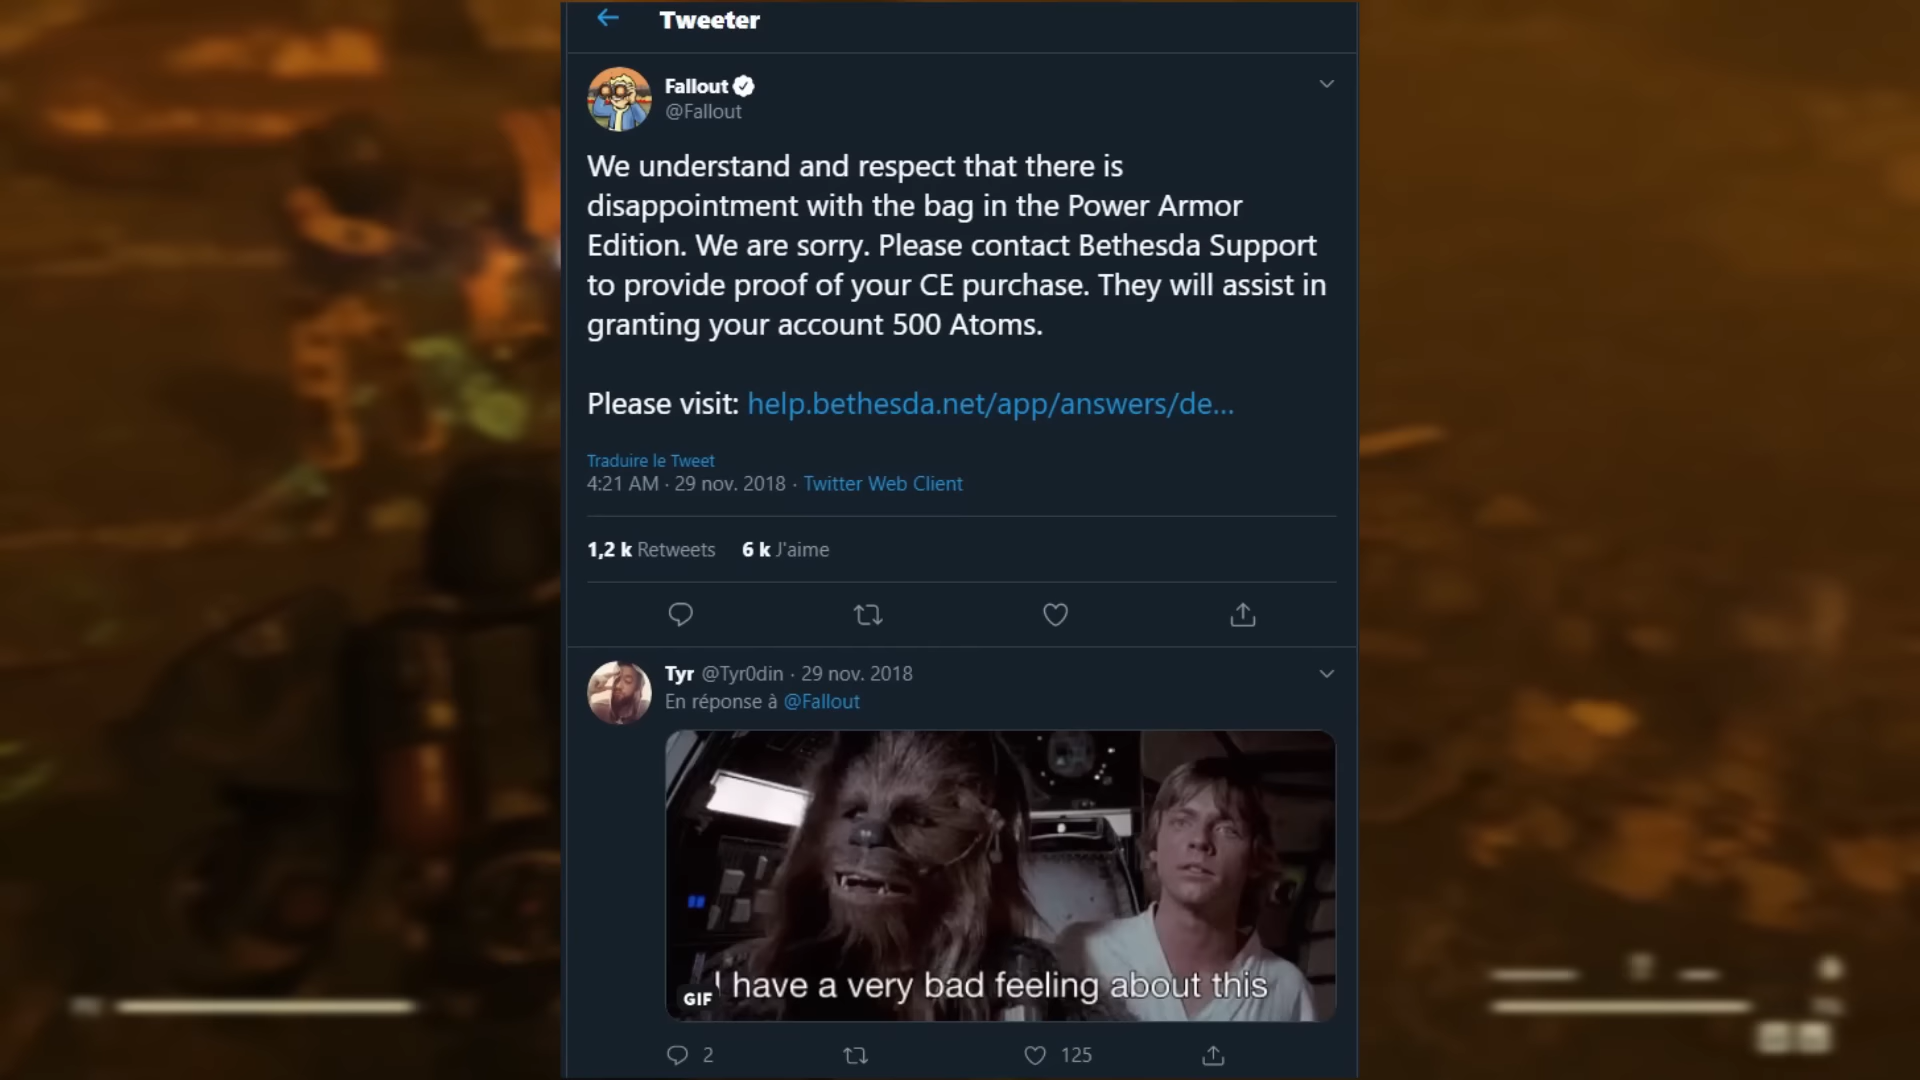 Tweeter
Fallout
@Fallout
We understand and respect that there is
disappointment with the bag in the Power Armor
Edition. We are sorry. Please contact Bethesda Support
to provide proof of your CE purchase. They will assist in
granting your account 500 Atoms.
Please visit: help.bethesda.net/app/answers/de...
Traduire le Tweet
4:21 AM · 29 nov. 2018 · Twitter Web Client
1,2 k Retweets 6 k J'aime
Tyr @Tyr0din · 29 nov. 2018
En réponse à @Fallout
I have a very bad feeling about this
GIF
2 125